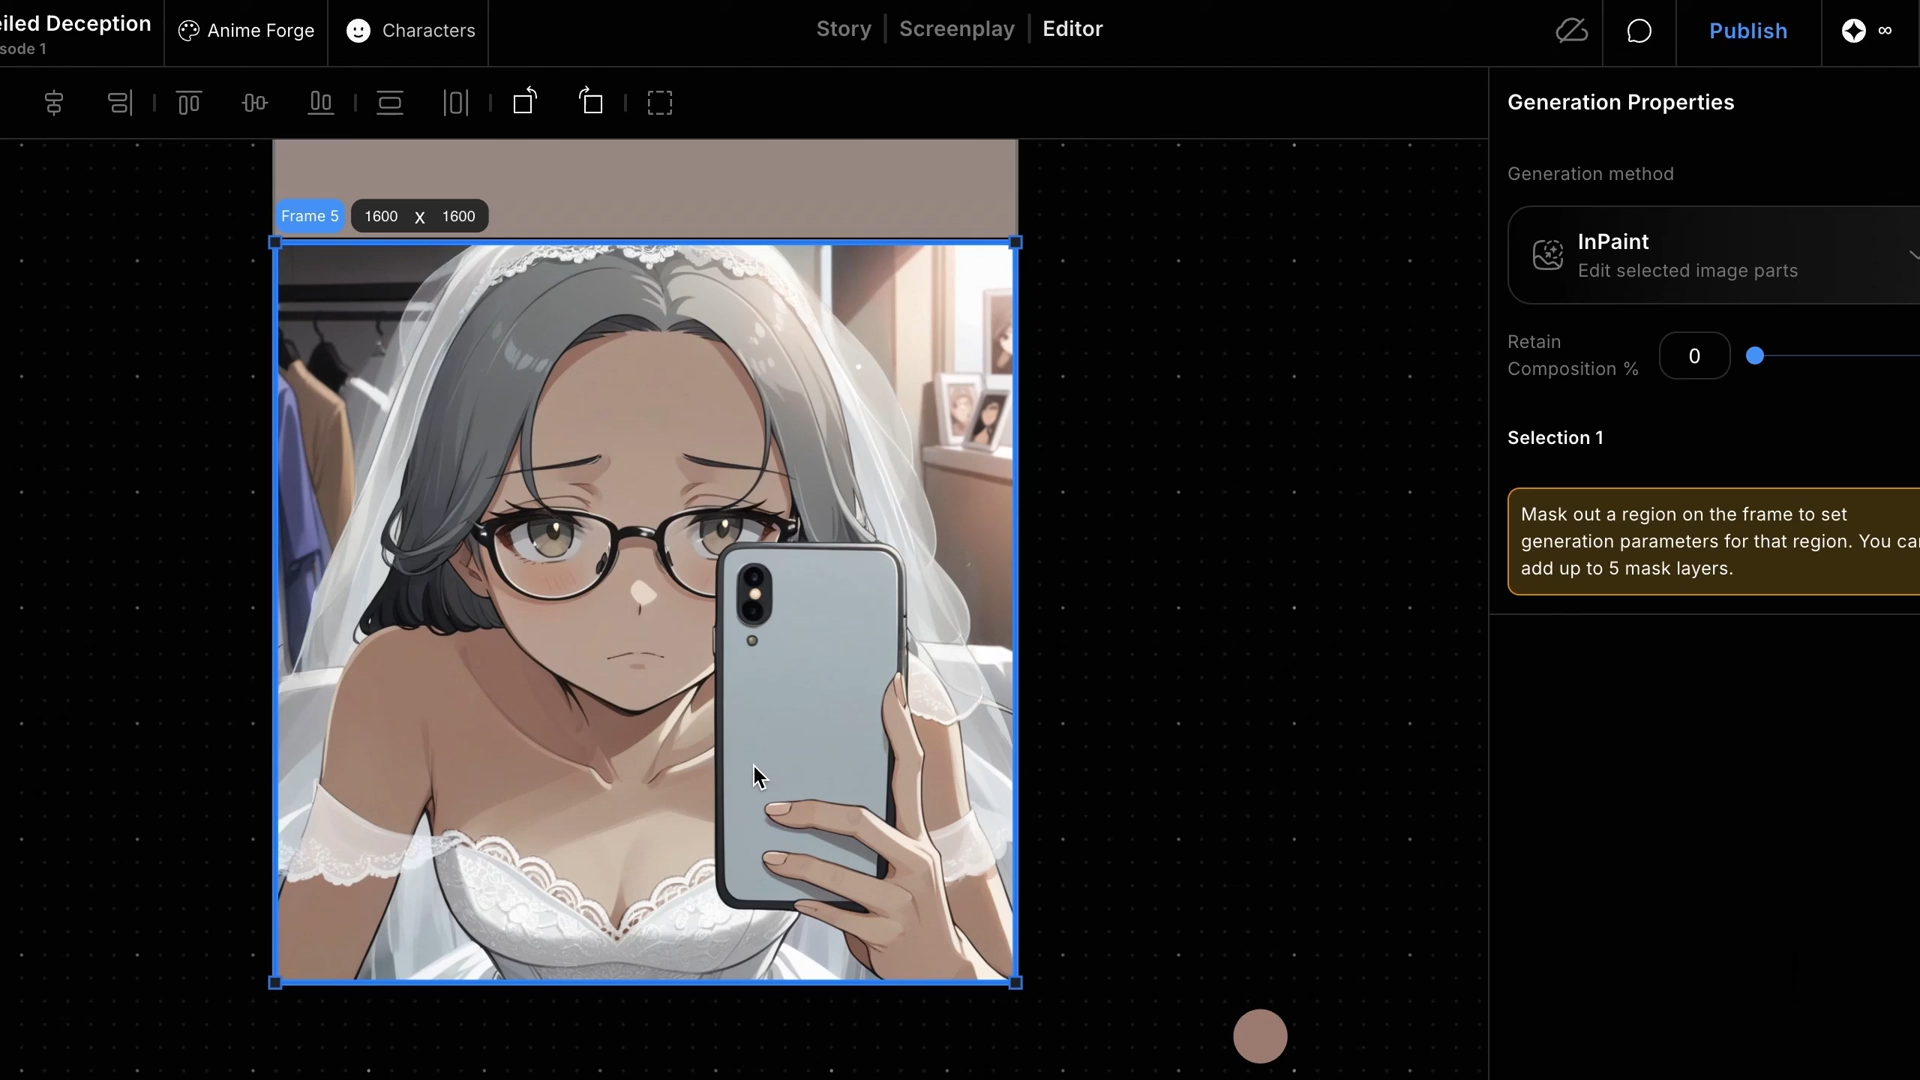 eiled Deception
sode 1
Anime Forge
Characters
Story
Screenplay
Editor
Publish
∞
Generation Properties
Frame 5
1600 x 1600
Generation method
InPaint
Edit selected image parts
Retain
Composition %
0
Selection 1
Mask out a region on the frame to set
generation parameters for that region. You ca
add up to 5 mask layers.